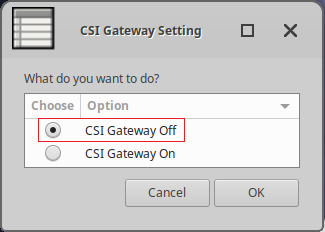 CSI Gateway Setting
What do you want to do?
Choose Option
CSI Gateway Off
CSI Gateway On
Cancel OK